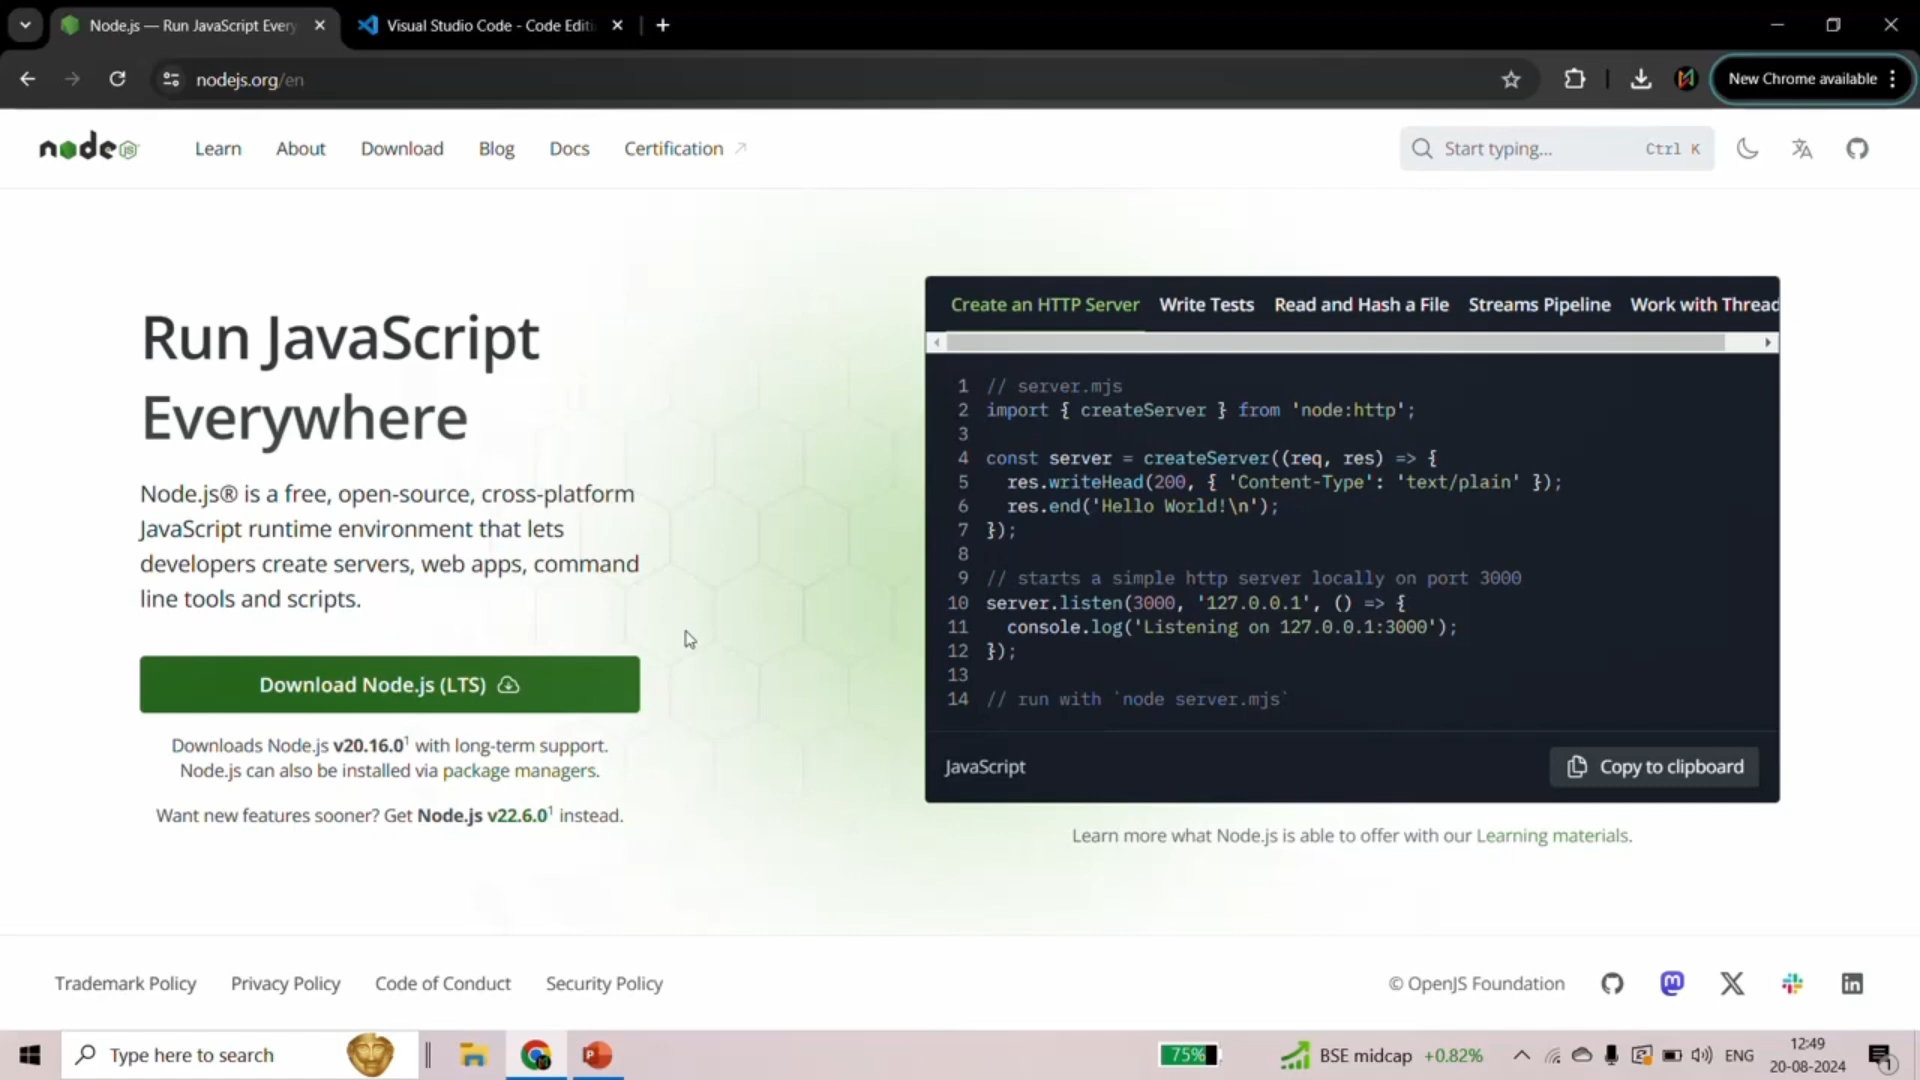 Node.js — Run JavaScript Every
Visual Studio Code - Code Edit
nodejs.org/en
New Chrome available
node
JS
Learn
About
Download
Blog
Docs
Certification
Start typing...
Ctrl K
Run JavaScript
Everywhere
Node.js® is a free, open-source, cross-platform
JavaScript runtime environment that lets
developers create servers, web apps, command
line tools and scripts.
Download Node.js (LTS)
Downloads Node.js v20.16.0¹ with long-term support.
Node.js can also be installed via package managers.
Want new features sooner? Get Node.js v22.6.0¹ instead.
Create an HTTP Server
Write Tests
Read and Hash a File
Streams Pipeline
Work with Thread
1 // server.mjs
2 import { createServer } from 'node:http';
3
4 const server = createServer((req, res) => {
5 res.writeHead(200, { 'Content-Type': 'text/plain' });
6 res.end('Hello World!\n');
7 });
8
9 // starts a simple http server locally on port 3000
10 server.listen(3000, '127.0.0.1', () => {
11 console.log('Listening on 127.0.0.1:3000');
12 });
13
14 // run with `node server.mjs`
JavaScript
Copy to clipboard
Learn more what Node.js is able to offer with our Learning materials.
Trademark Policy
Privacy Policy
Code of Conduct
Security Policy
© OpenJS Foundation
Type here to search
75%
BSE midcap +0.82%
ENG
12:49
20-08-2024
1